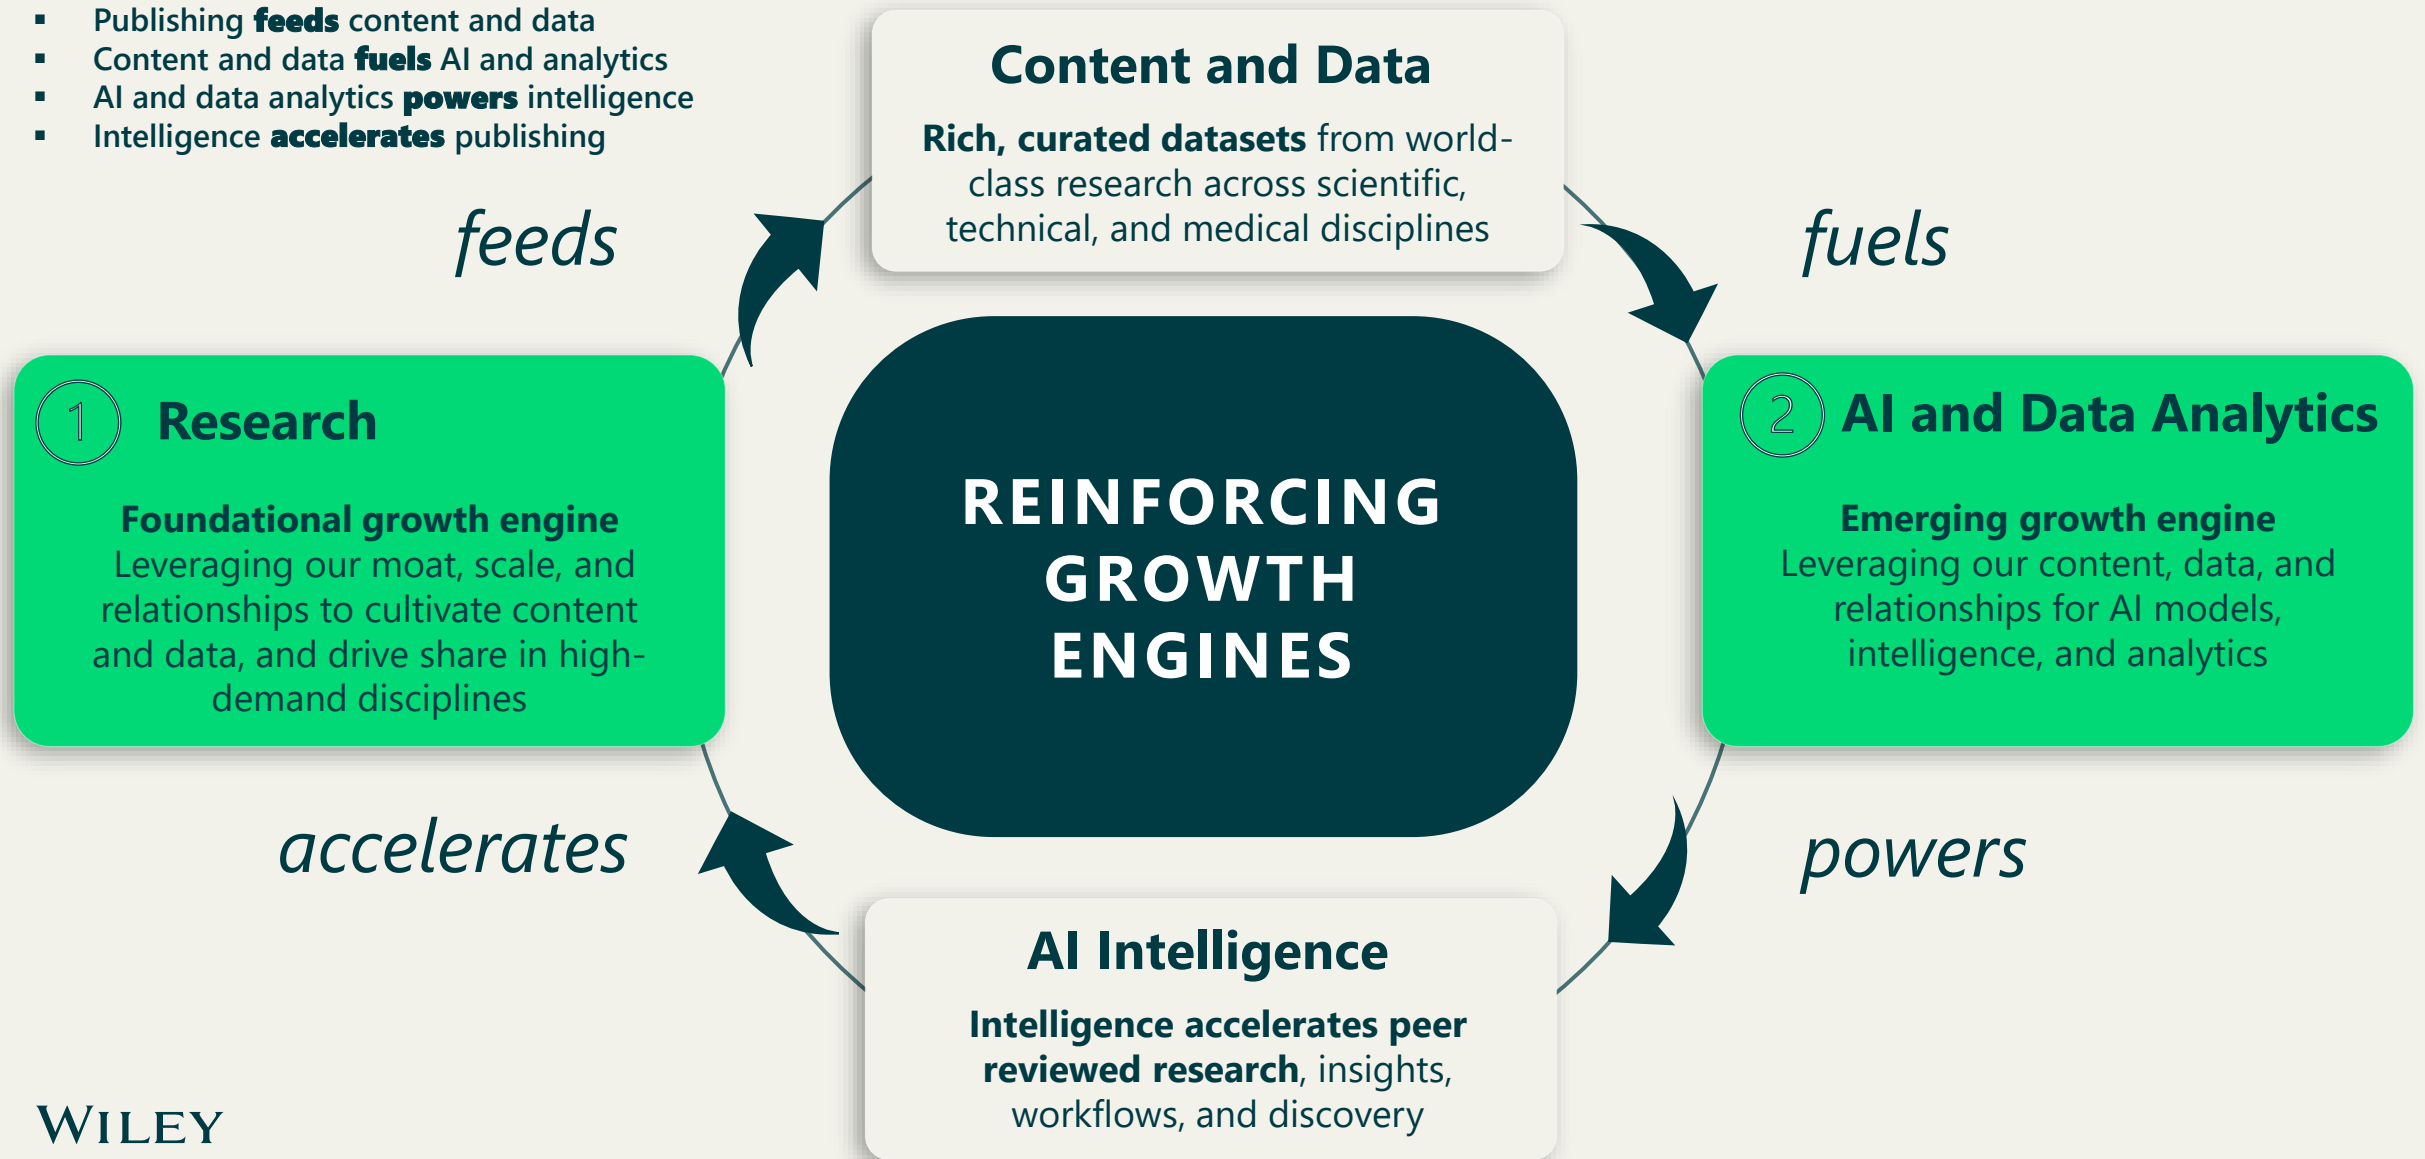 ▪ Publishing feeds content and data
▪ Content and data fuels AI and analytics
▪ AI and data analytics powers intelligence
▪ Intelligence accelerates publishing
Content and Data
Rich, curated datasets from world-
class research across scientific,
technical, and medical disciplines
feeds
fuels
1 Research
Foundational growth engine
Leveraging our moat, scale, and
relationships to cultivate content
and data, and drive share in high-
demand disciplines
REINFORCING
GROWTH
ENGINES
2 AI and Data Analytics
Emerging growth engine
Leveraging our content, data, and
relationships for AI models,
intelligence, and analytics
accelerates
powers
AI Intelligence
Intelligence accelerates peer
reviewed research, insights,
workflows, and discovery
WILEY